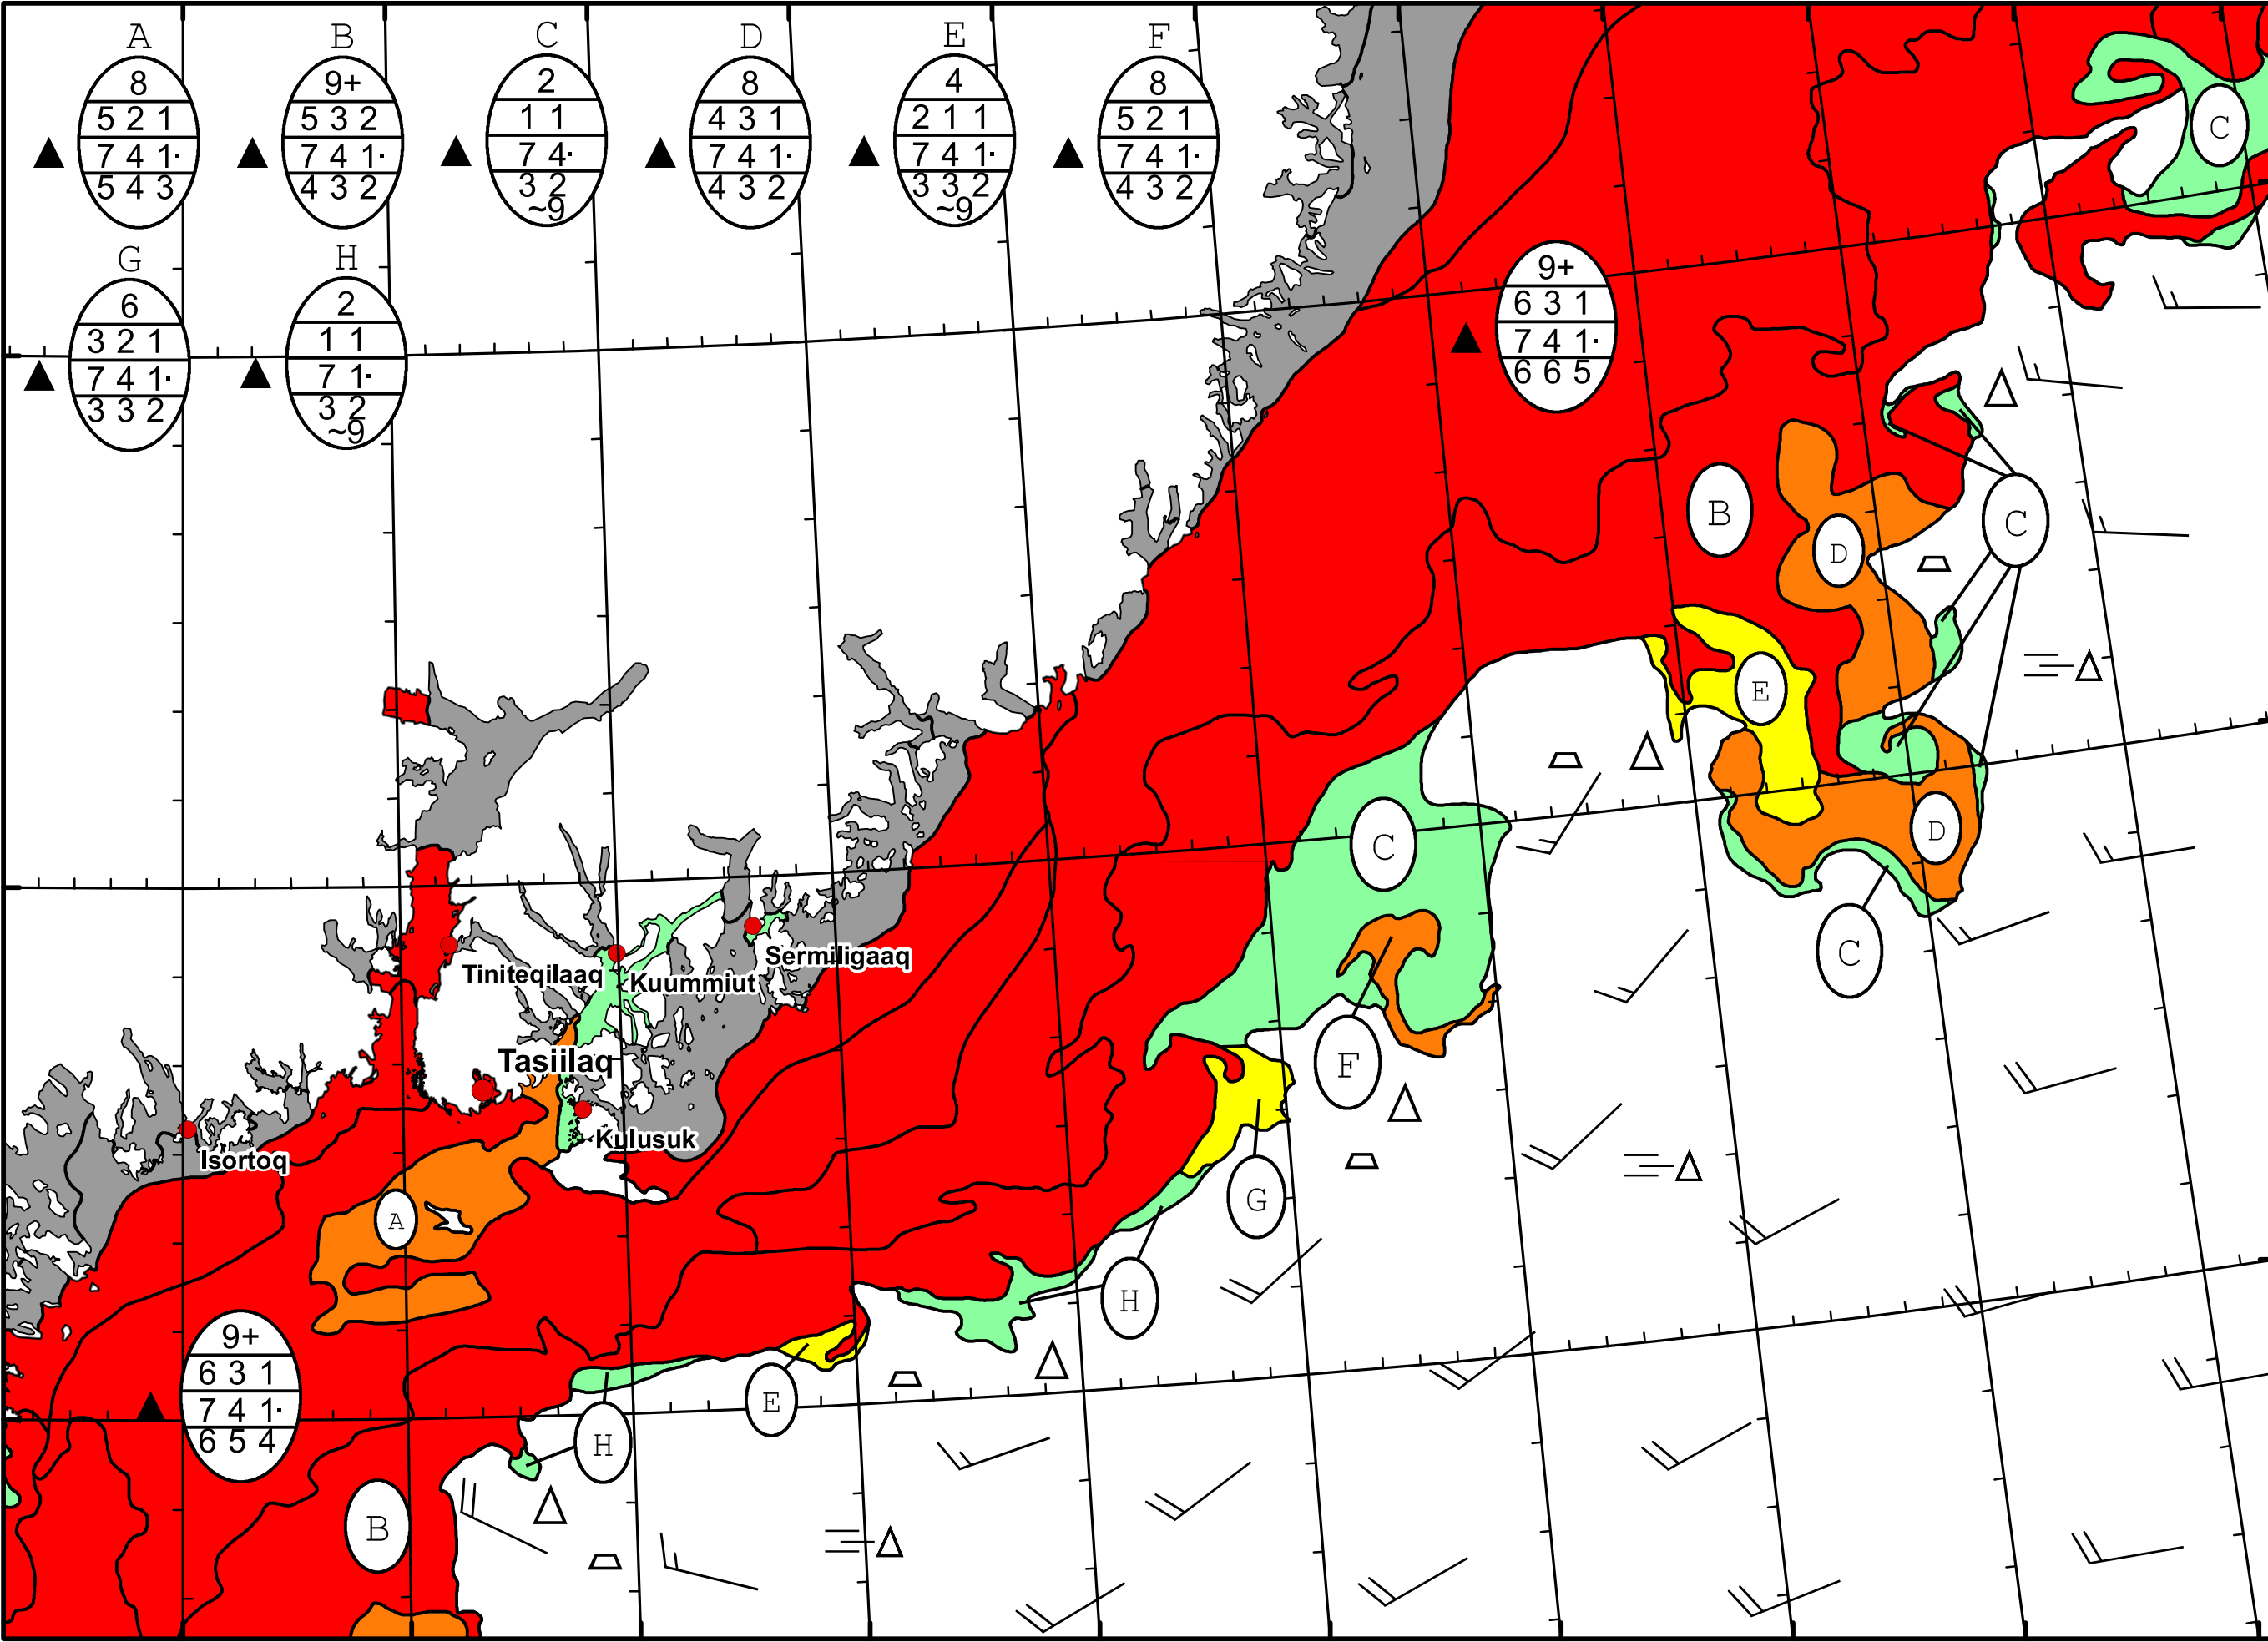 A B C D E F
8 9+ 2 8 4 8
5 2 1 5 3 2 1 1 4 3 1 2 1 1 5 2 1
7 4 1· 7 4 1· 7 4· 7 4 1· 7 4 1· 7 4 1·
5 4 3 4 3 2 3 2 4 3 2 3 3 2 4 3 2
~9 ~9
C
G H
6 2
3 2 1 1 1
7 4 1· 7 1·
3 3 2 3 2
~9
9+
6 3 1
7 4 1·
6 6 5
B
C
D
E
C
D
C
Sermiligaaq
Tiniteqilaaq
Kuummiut
Tasiilaq
F
Kulusuk
Isortoq
G
A
H
9+
6 3 1
7 4 1·
6 5 4
E
H
B